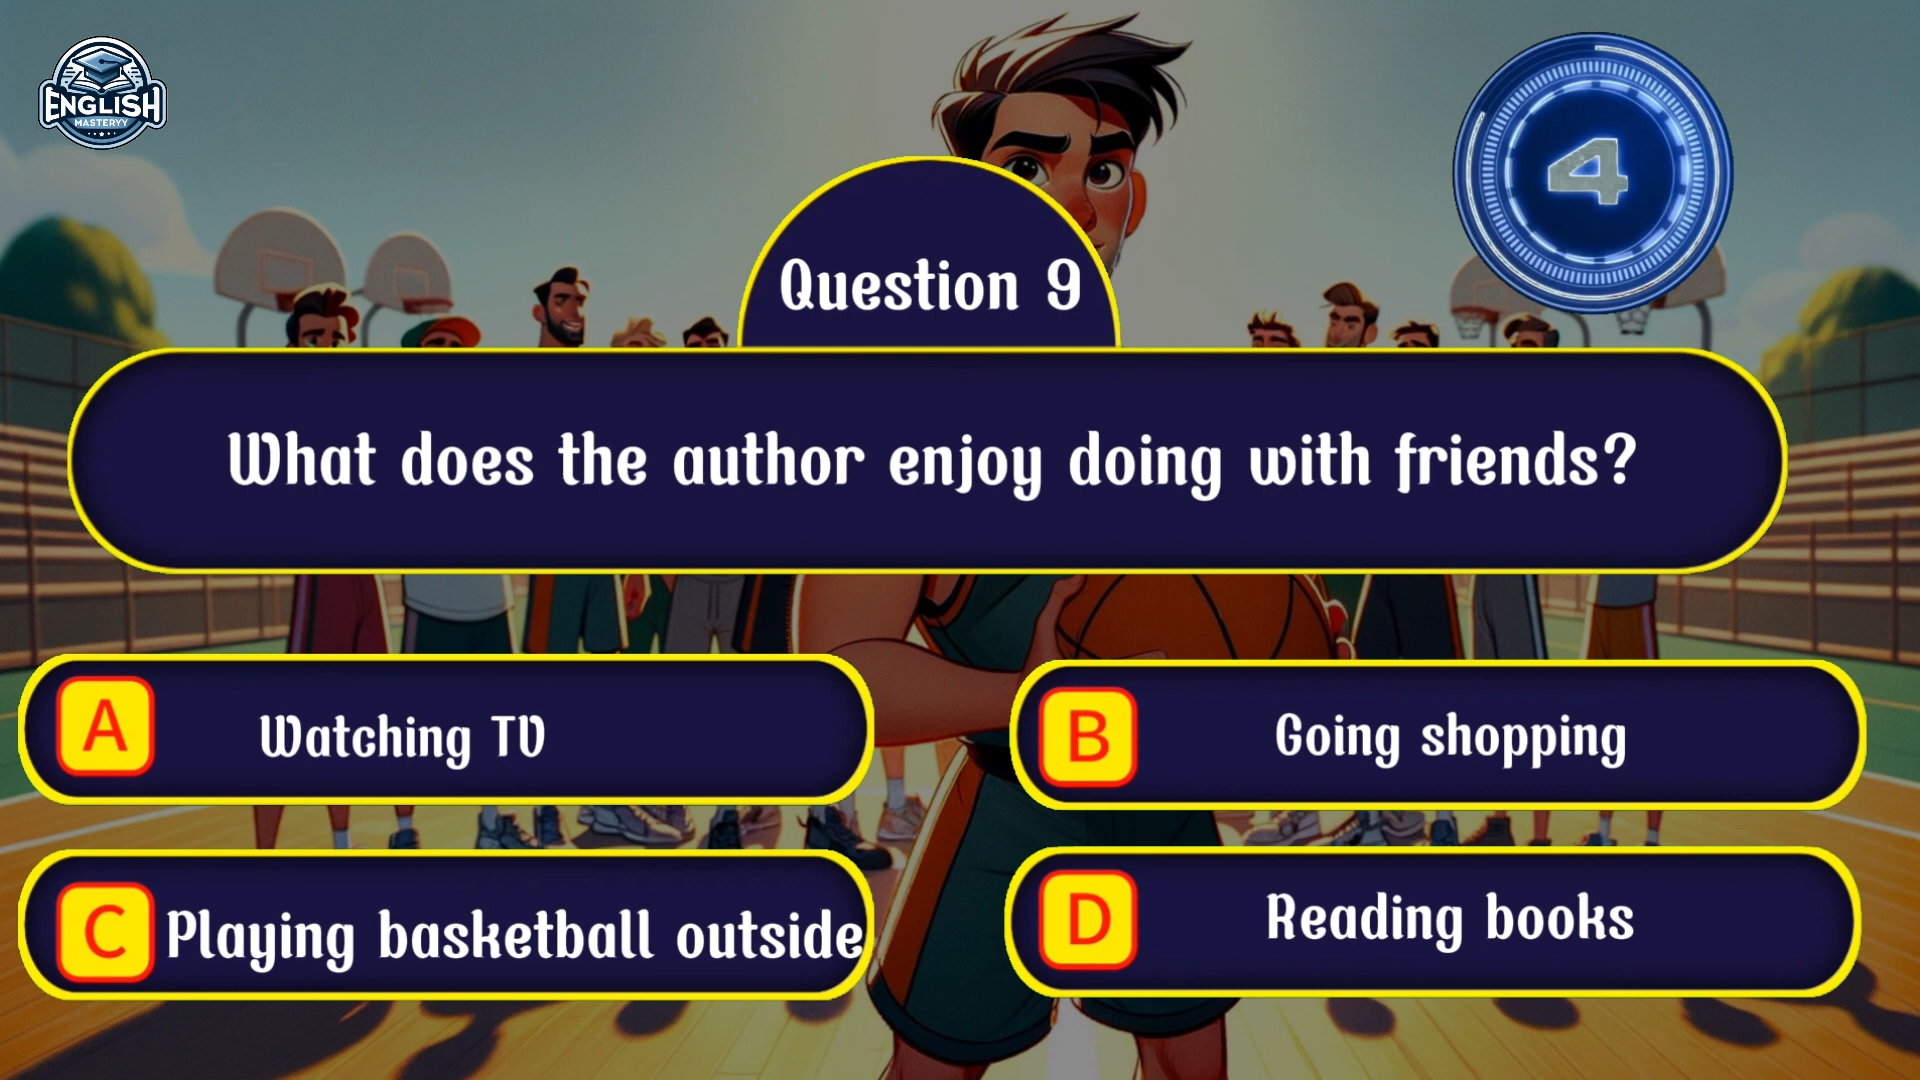 ENGLISH
MASTERYY
4
Question 9
What does the author enjoy doing with friends?
A Watching TV
B Going shopping
C Playing basketball outside
D Reading books